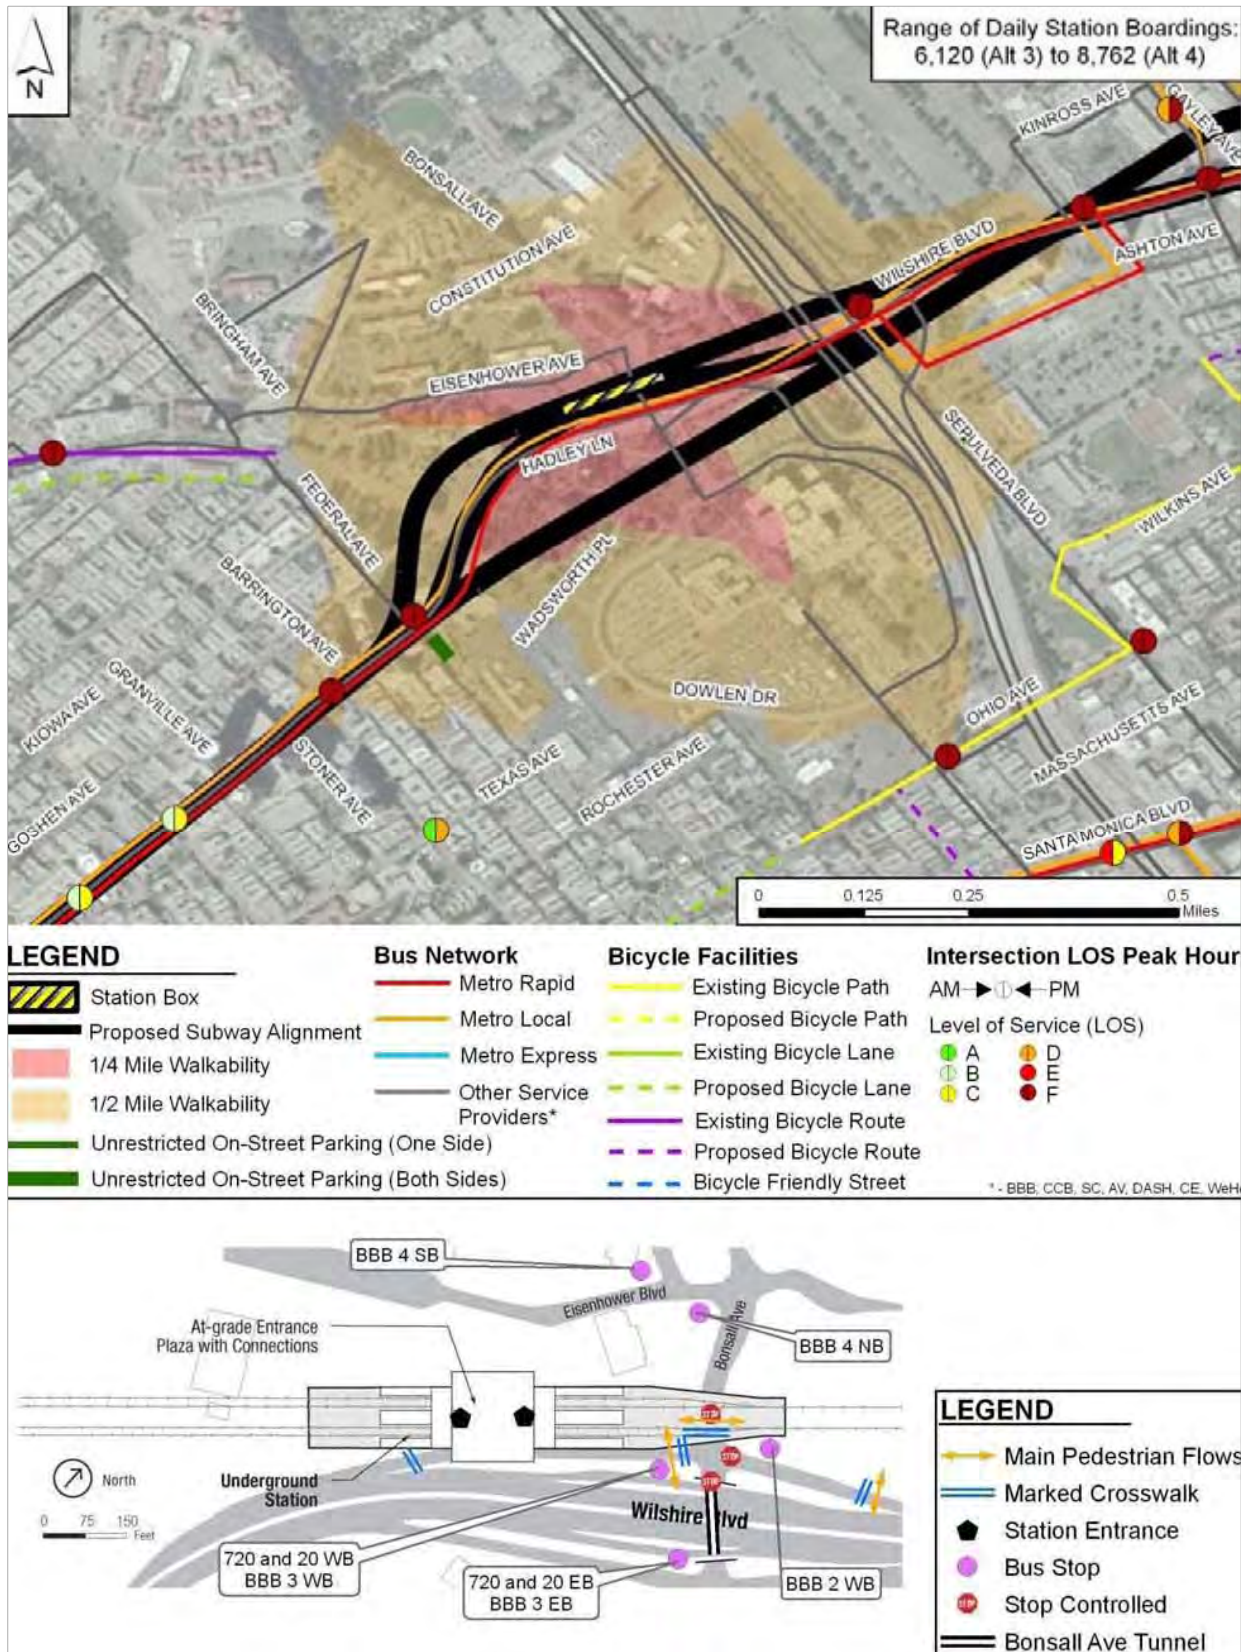 Range of Daily Station Boardings:
6,120 (Alt 3) to 8,762 (Alt 4)
N
KINROSS AVE
GAYLEY AVE
BONSALL AVE
CONSTITUTION AVE
WILSHIRE BLVD
ASHTON AVE
BRINGHAM AVE
EISENHOWER AVE
HADLEY LN
SEPULVEDA BLVD
WILKINS AVE
FEDERAL AVE
BARRINGTON AVE
WADSWORTH PL
GRANVILLE AVE
KIOWA AVE
DOWLEN DR
OHIO AVE
MASSACHUSETTS AVE
STONER AVE
TEXAS AVE
ROCHESTER AVE
GOSHEN AVE
SANTA MONICA BLVD
0 0.125 0.25 0.5
Miles
LEGEND
Station Box
Proposed Subway Alignment
1/4 Mile Walkability
1/2 Mile Walkability
Unrestricted On-Street Parking (One Side)
Unrestricted On-Street Parking (Both Sides)
Bus Network
Metro Rapid
Metro Local
Metro Express
Other Service
Providers*
Bicycle Facilities
Existing Bicycle Path
Proposed Bicycle Path
Existing Bicycle Lane
Proposed Bicycle Lane
Existing Bicycle Route
Proposed Bicycle Route
Bicycle Friendly Street
Intersection LOS Peak Hour
AM PM
Level of Service (LOS)
A D
B E
C F
* - BBB, CCB, SC, AV, DASH, CE, WeHo
BBB 4 SB
Eisenhower Blvd
At-grade Entrance
Plaza with Connections
Bonsall Ave
BBB 4 NB
STOP
STOP
STOP
North
Underground
Station
0 75 150
Feet
Wilshire Blvd
720 and 20 WB
BBB 3 WB
720 and 20 EB
BBB 3 EB
BBB 2 WB
LEGEND
Main Pedestrian Flows
Marked Crosswalk
Station Entrance
Bus Stop
STOP Stop Controlled
Bonsall Ave Tunnel